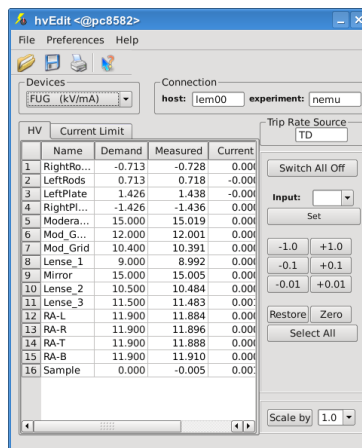 hvEdit <@pc8582>
File Preferences Help
Devices
FUG (kV/mA)
Connection
host: lem00 experiment: nemu
HV Current Limit
Trip Rate Source
TD
Name Demand Measured Current
1 RightRo... -0.713 -0.728 0.000
2 LeftRods 0.713 0.718 -0.000
3 LeftPlate 1.426 1.438 -0.000
4 RightPl... -1.426 -1.436 0.000
5 Modera... 15.000 15.019 0.000
6 Mod_G... 12.000 12.001 0.000
7 Mod_Grid 10.400 10.391 0.000
8 Lense_1 9.000 8.992 0.000
9 Mirror 15.000 15.005 0.000
10 Lense_2 10.500 10.484 0.000
11 Lense_3 11.500 11.483 0.001
12 RA-L 11.900 11.884 0.000
13 RA-R 11.900 11.896 0.000
14 RA-T 11.900 11.888 0.000
15 RA-B 11.900 11.910 0.000
16 Sample 0.000 -0.005 0.001
Switch All Off
Input:
Set
-1.0 +1.0
-0.1 +0.1
-0.01 +0.01
Restore Zero
Select All
Scale by 1.0